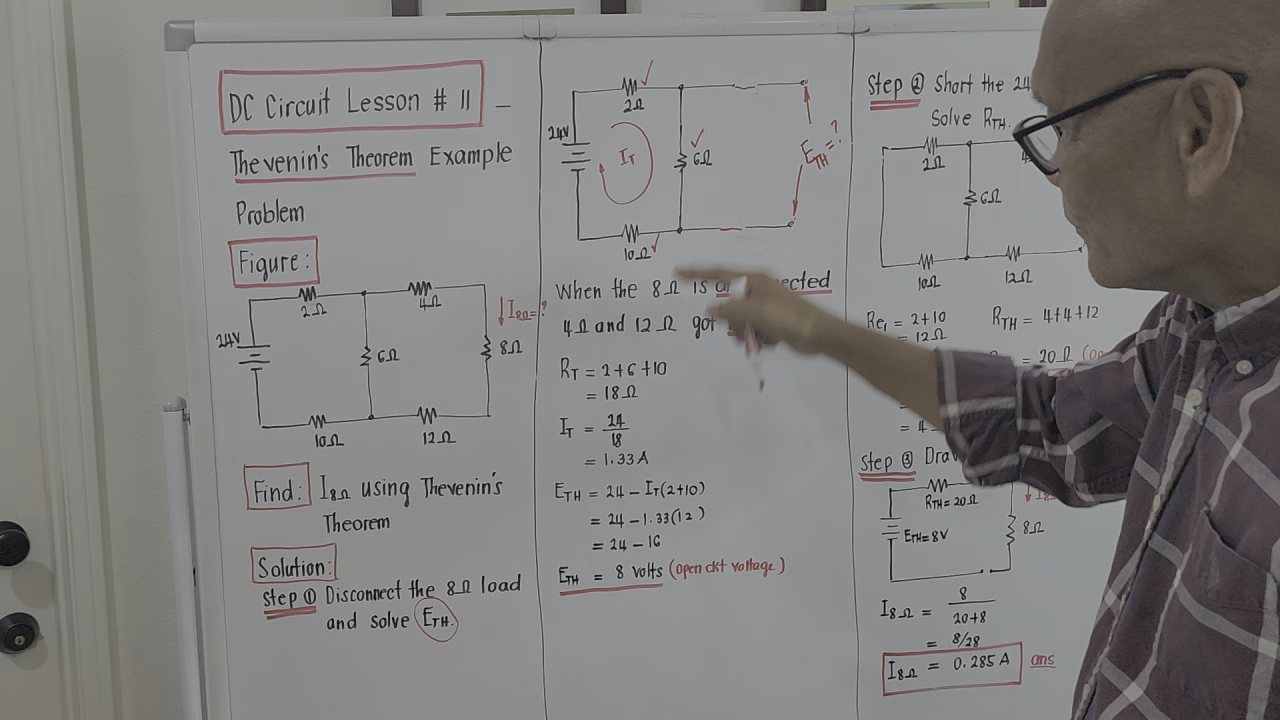 DC Circuit Lesson # 11 —
Thevenin's Theorem Example
Problem
Figure:
2Ω
4Ω
I8Ω=?
24V
6Ω
8Ω
10Ω
12Ω
Find: I8Ω using Thevenin's
Theorem
Solution:
Step ① Disconnect the 8Ω load
and solve ETH.
2Ω
24V
IT
6Ω
ETH=?
10Ω
When the 8Ω is
4Ω and 12Ω got
RT = 2+6+10
= 18Ω
IT = 24/18
= 1.33A
ETH = 24 - IT(2+10)
= 24 - 1.33(12)
= 24 - 16
ETH = 8 volts (open ckt voltage)
Step ② Short the 24
Solve RTH.
2Ω
6Ω
10Ω
12Ω
= 2+10
= 12Ω
RTH = 4+4+12
= 20Ω
= 4
Step ③
RTH=20Ω
ETH=8V
8Ω
I8Ω = 8/20+8
= 8/28
I8Ω = 0.285A ans